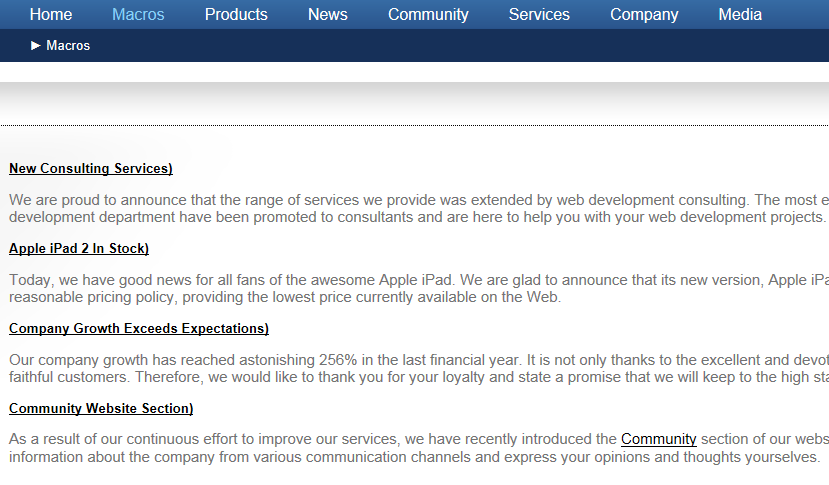 Home Macros Products News Community Services Company Media
► Macros
New Consulting Services)
We are proud to announce that the range of services we provide was extended by web development consulting. The most
development department have been promoted to consultants and are here to help you with your web development projects.
Apple iPad 2 In Stock)
Today, we have good news for all fans of the awesome Apple iPad. We are glad to announce that its new version, Apple
reasonable pricing policy, providing the lowest price currently available on the Web.
Company Growth Exceeds Expectations)
Our company growth has reached astonishing 256% in the last financial year. It is not only thanks to the excellent and
faithful customers. Therefore, we would like to thank you for your loyalty and state a promise that we will keep to the high
Community Website Section)
As a result of our continuous effort to improve our services, we have recently introduced the Community section of our
information about the company from various communication channels and express your opinions and thoughts yourselves.